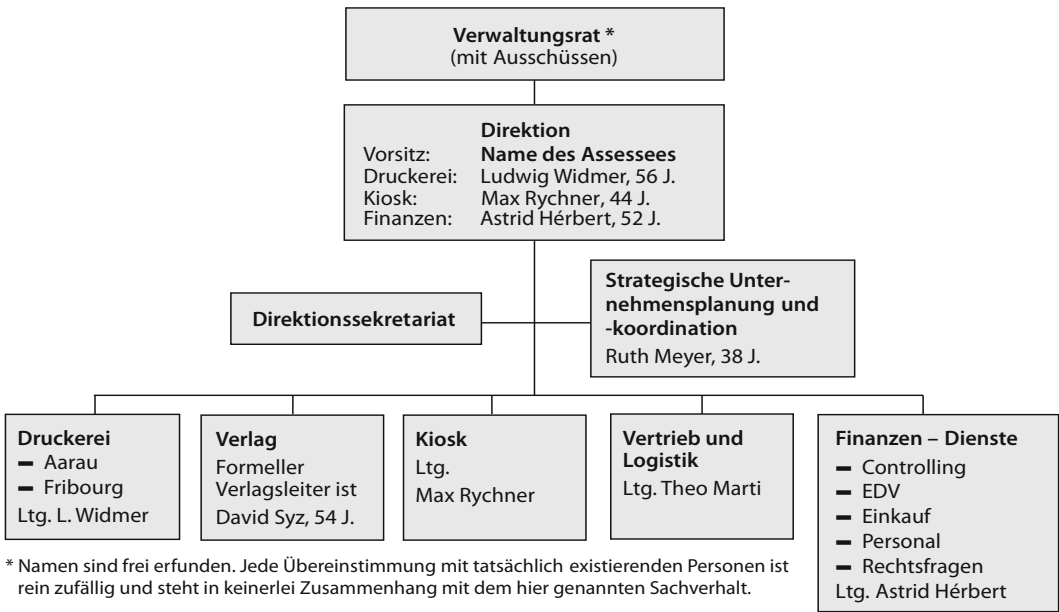 Verwaltungsrat *
(mit Ausschüssen)
Direktion
Vorsitz: Name des Assessees
Druckerei: Ludwig Widmer, 56 J.
Kiosk: Max Rychner, 44 J.
Finanzen: Astrid Hérbert, 52 J.
Direktionssekretariat
Strategische Unter-
nehmensplanung und
-koordination
Ruth Meyer, 38 J.
Druckerei
– Aarau
– Fribourg
Ltg. L. Widmer
Verlag
Formeller
Verlagsleiter ist
David Syz, 54 J.
Kiosk
Ltg.
Max Rychner
Vertrieb und
Logistik
Ltg. Theo Marti
Finanzen – Dienste
– Controlling
– EDV
– Einkauf
– Personal
– Rechtsfragen
Ltg. Astrid Hérbert
* Namen sind frei erfunden. Jede Übereinstimmung mit tatsächlich existierenden Personen ist
rein zufällig und steht in keinerlei Zusammenhang mit dem hier genannten Sachverhalt.